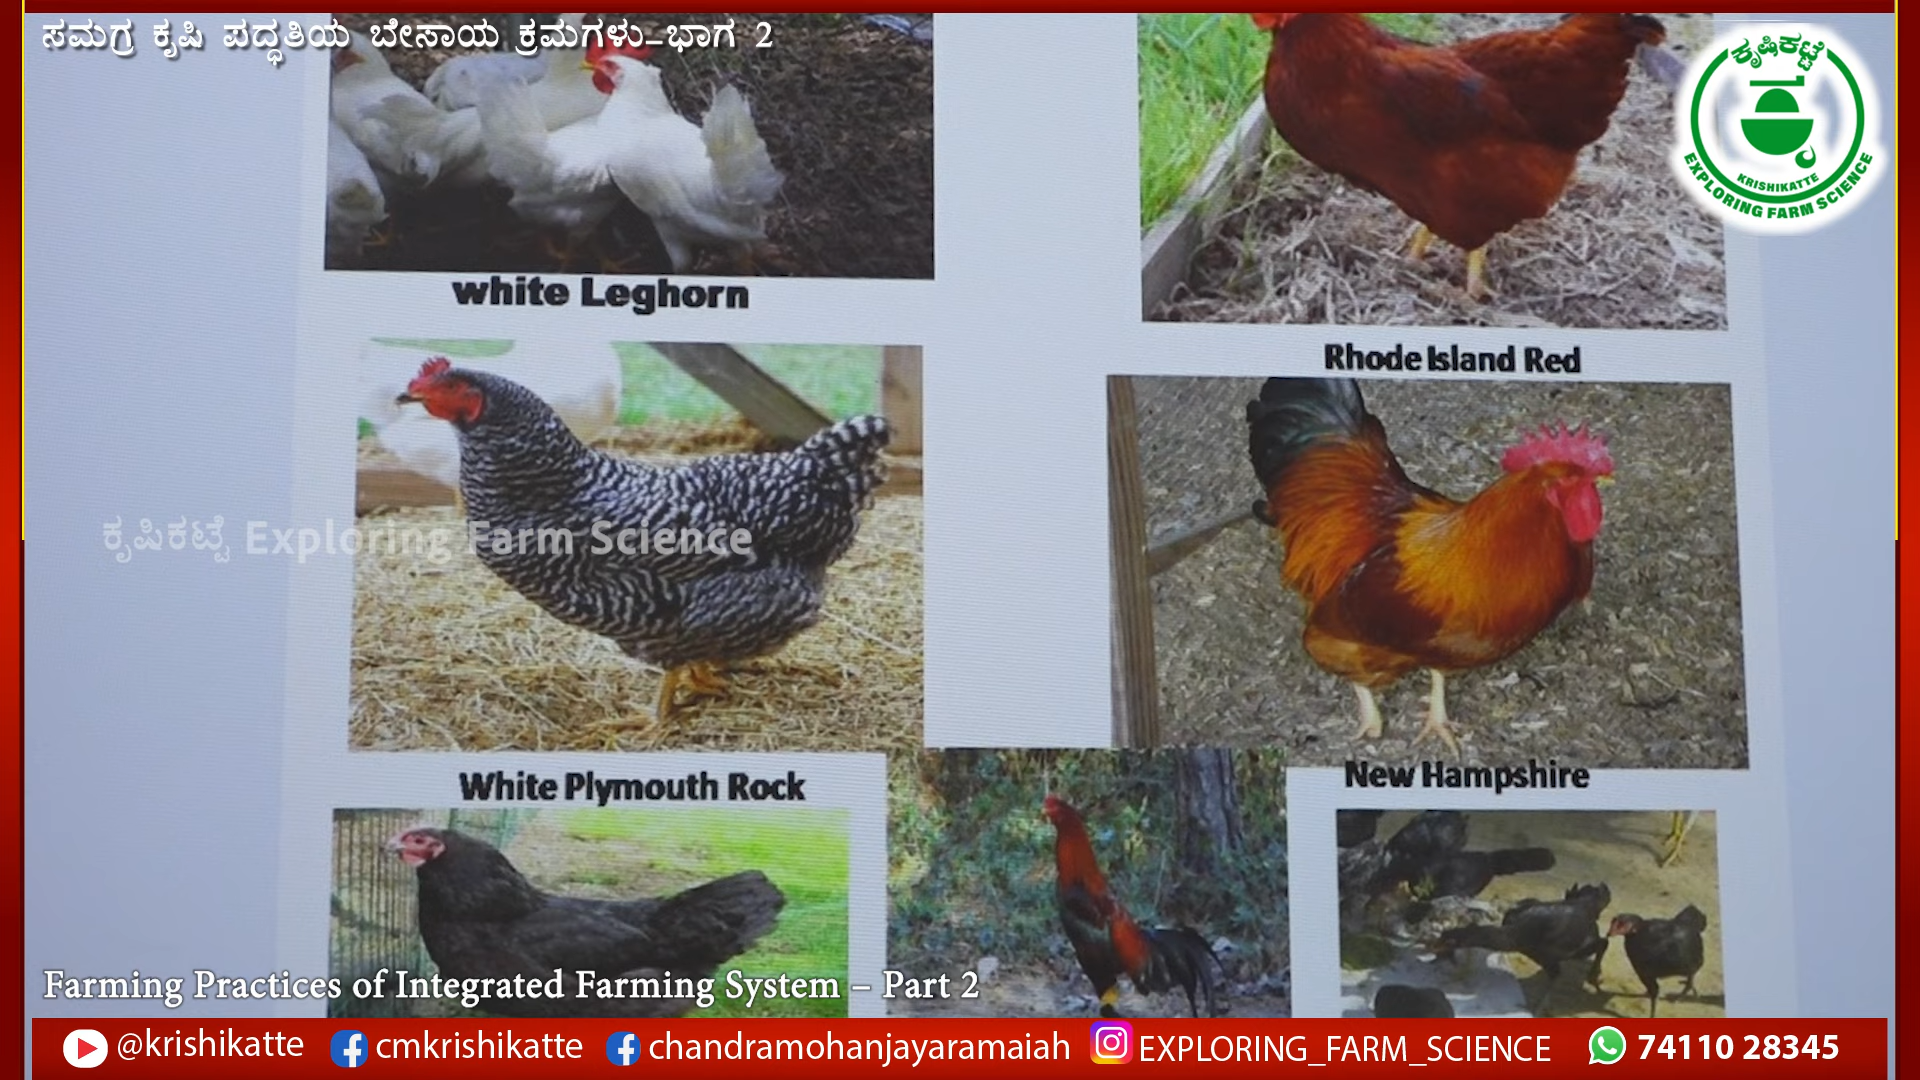 ಸಮಗ್ರ ಕೃಷಿ ಪದ್ಧತಿಯ ಬೇಸಾಯ ಕ್ರಮಗಳು-ಭಾಗ 2
ಕೃಷಿಕಟ್ಟೆ
KRISHIKATTE
EXPLORING FARM SCIENCE
white Leghorn
Rhode Island Red
ಕೃಷಿಕಟ್ಟೆ Exploring Farm Science
White Plymouth Rock
New Hampshire
Farming Practices of Integrated Farming System – Part 2
@krishikatte cmkrishikatte chandramohanjayaramaiah EXPLORING_FARM_SCIENCE 74110 28345